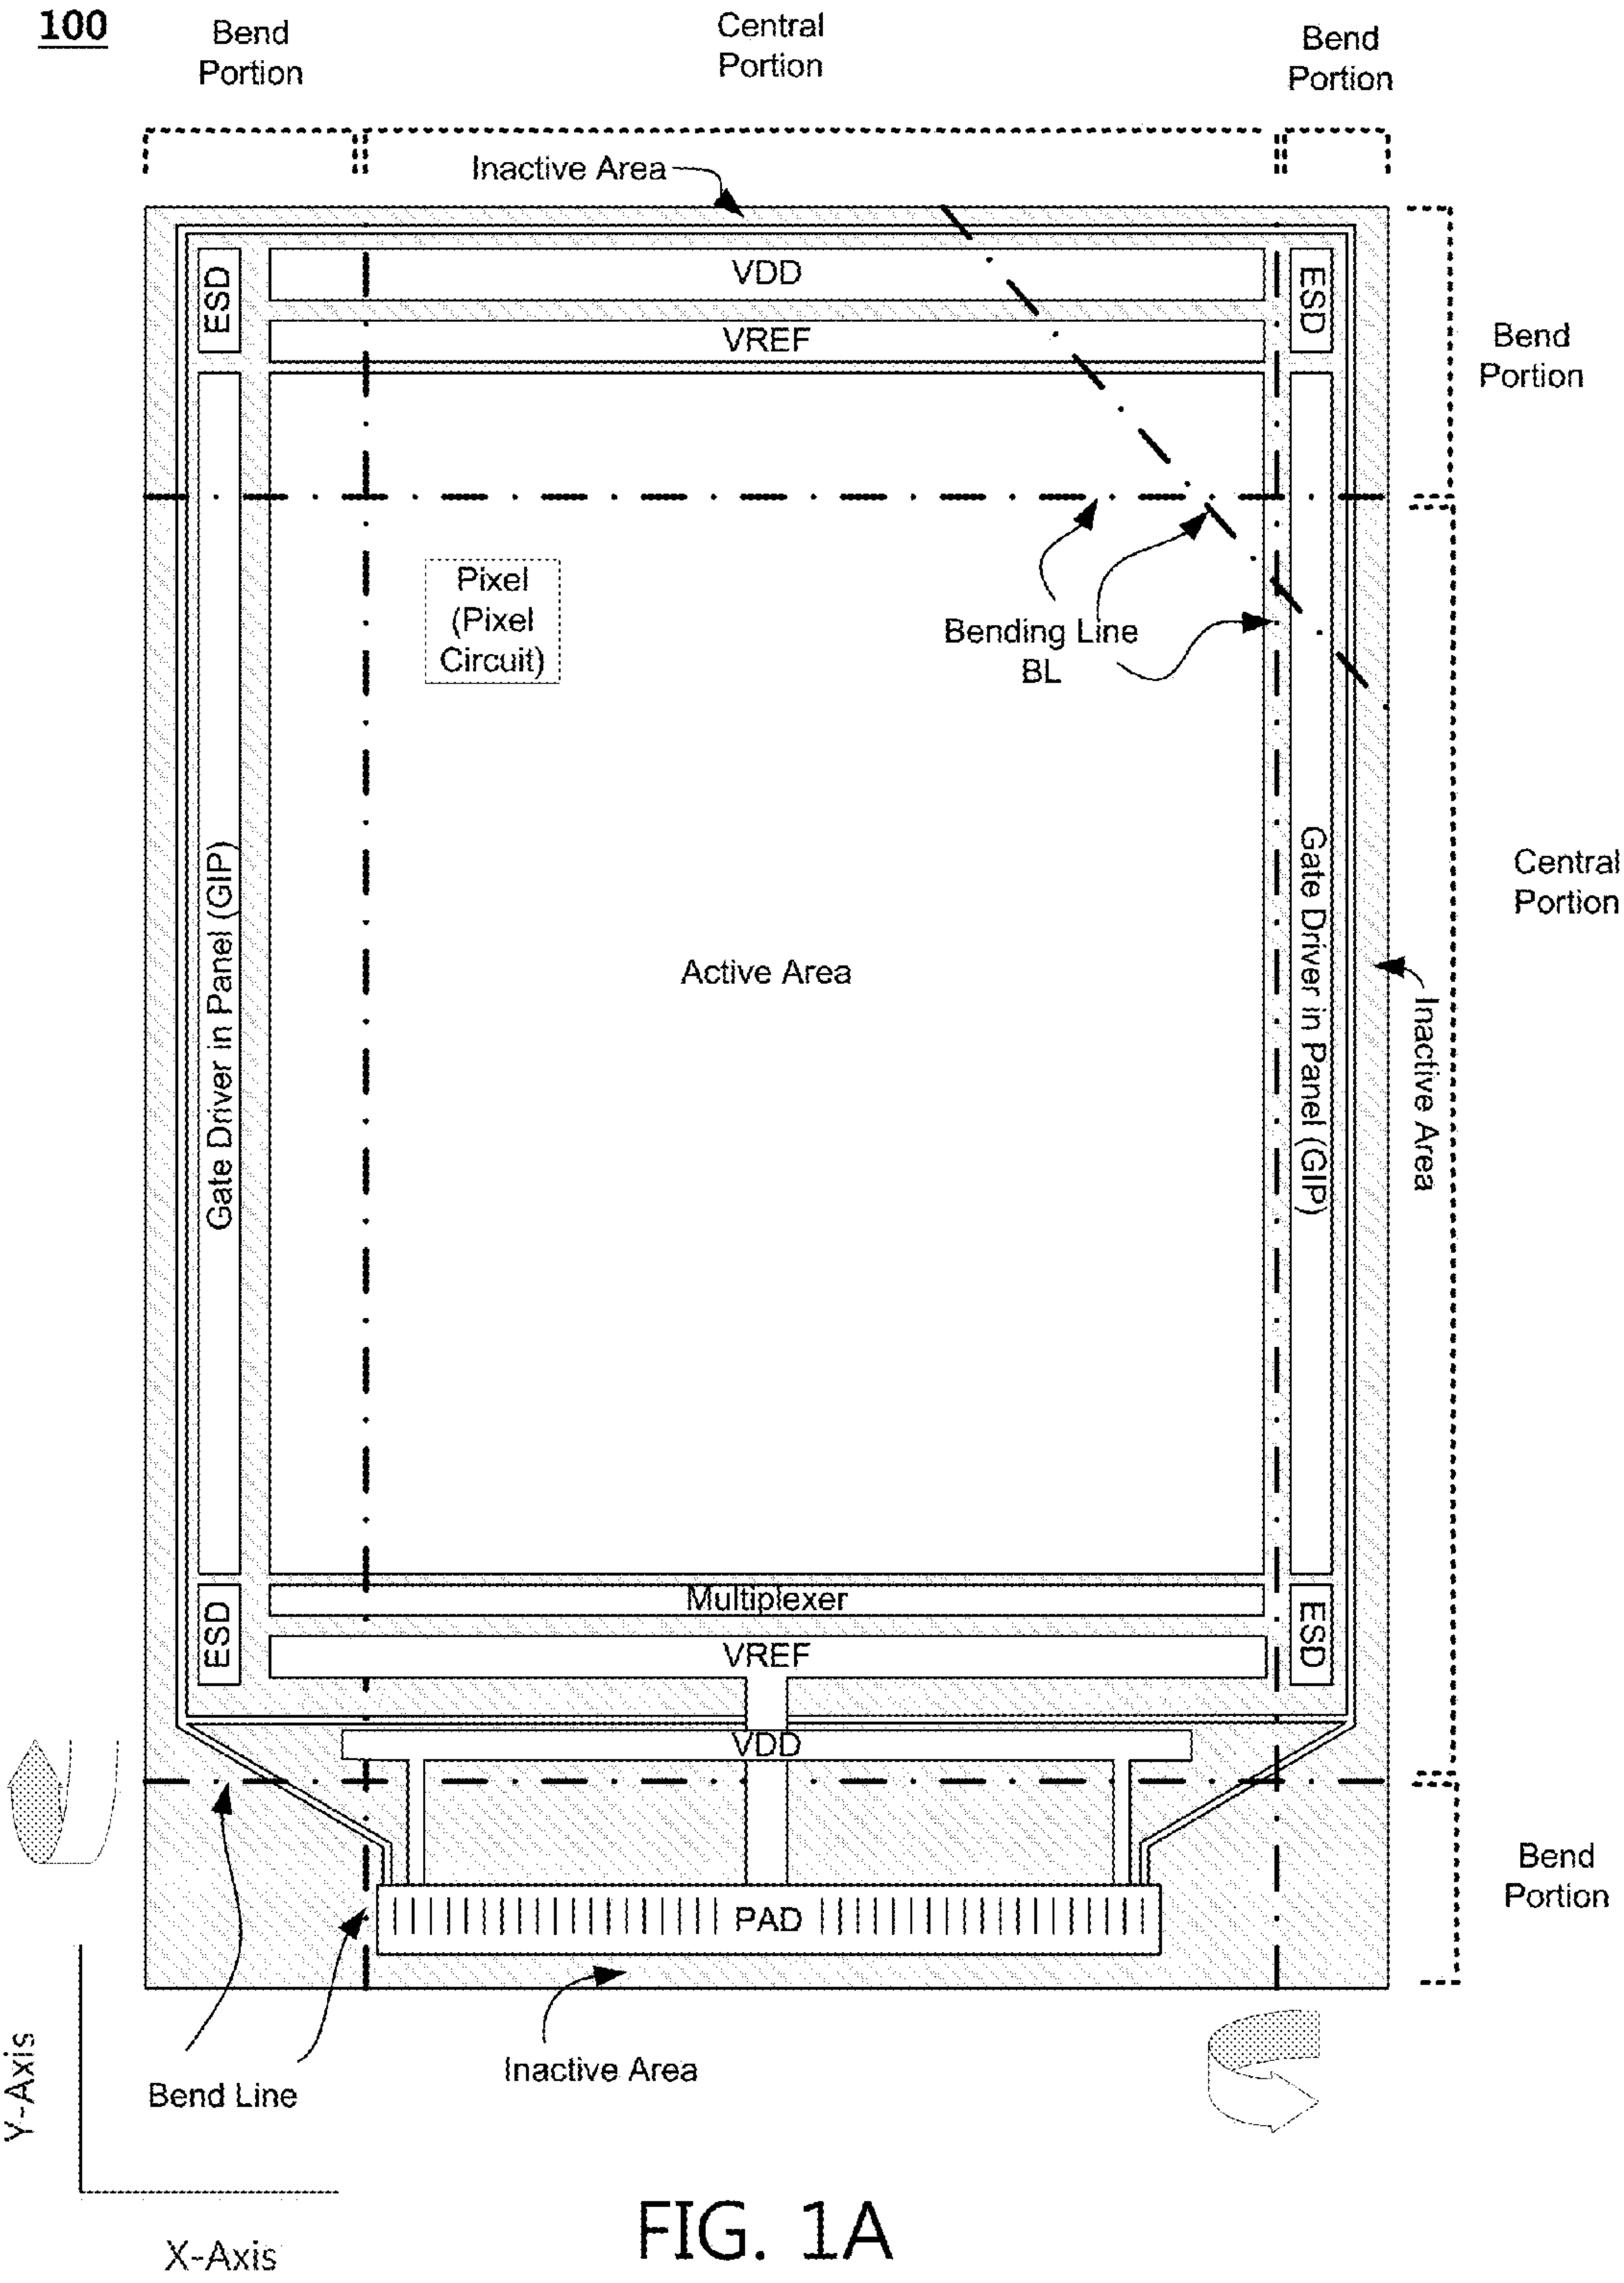 100
Bend
Portion
Central
Portion
Bend
Portion
Inactive Area
ESD
VDD
ESD
VREF
Bend
Portion
Pixel
(Pixel
Circuit)
Bending Line
BL
Gate Driver in Panel (GIP)
Active Area
Gate Driver in Panel (GIP)
Central
Portion
Inactive Area
ESD
Multiplexer
ESD
VREF
VDD
PAD
Bend
Portion
Inactive Area
Bend Line
Y-Axis
X-Axis
FIG. 1A